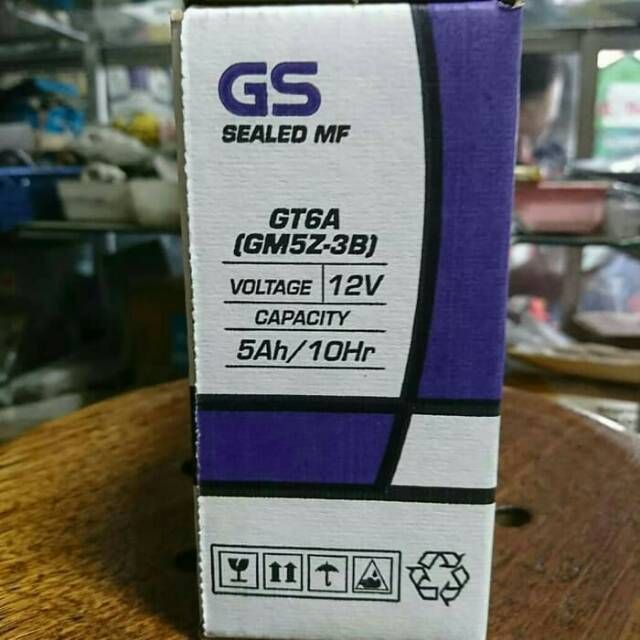 GS
SEALED MF
GT6A
(GM5Z-3B)
VOLTAGE 12V
CAPACITY
5Ah/10Hr